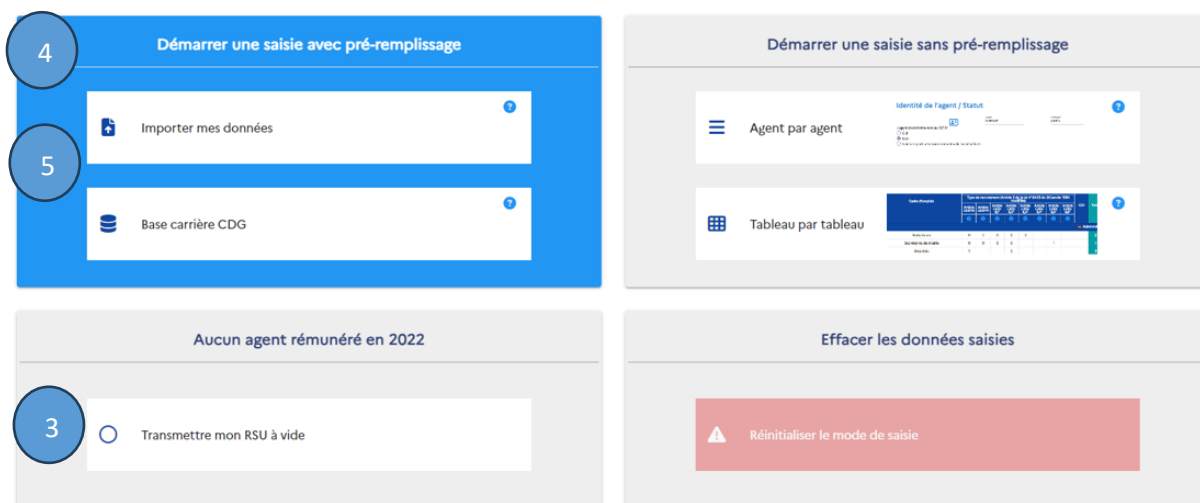 4
Démarrer une saisie avec pré-remplissage
?
Importer mes données
5
?
Base carrière CDG
Démarrer une saisie sans pré-remplissage
?
Agent par agent
Identité de l'agent / Statut
?
Tableau par tableau
Aucun agent rémunéré en 2022
3
Transmettre mon RSU à vide
Effacer les données saisies
Réinitialiser le mode de saisie